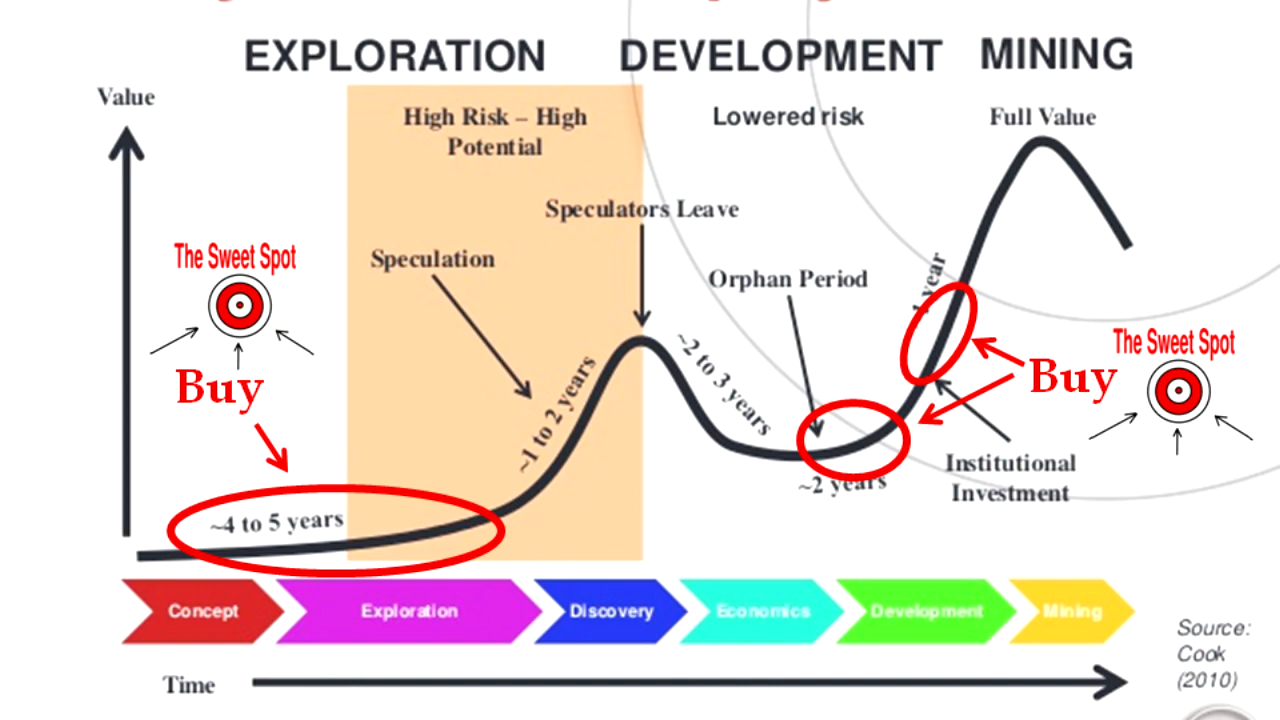 EXPLORATION DEVELOPMENT MINING
Value
High Risk – High
Potential
Lowered risk
Full Value
Speculators Leave
The Sweet Spot
Speculation
Orphan Period
year
The Sweet Spot
Buy
~1 to 2 years
~2 to 3 years
Buy
Institutional
Investment
~2 years
~4 to 5 years
Concept
Exploration
Discovery
Economics
Development
Mining
Source:
Cook
(2010)
Time